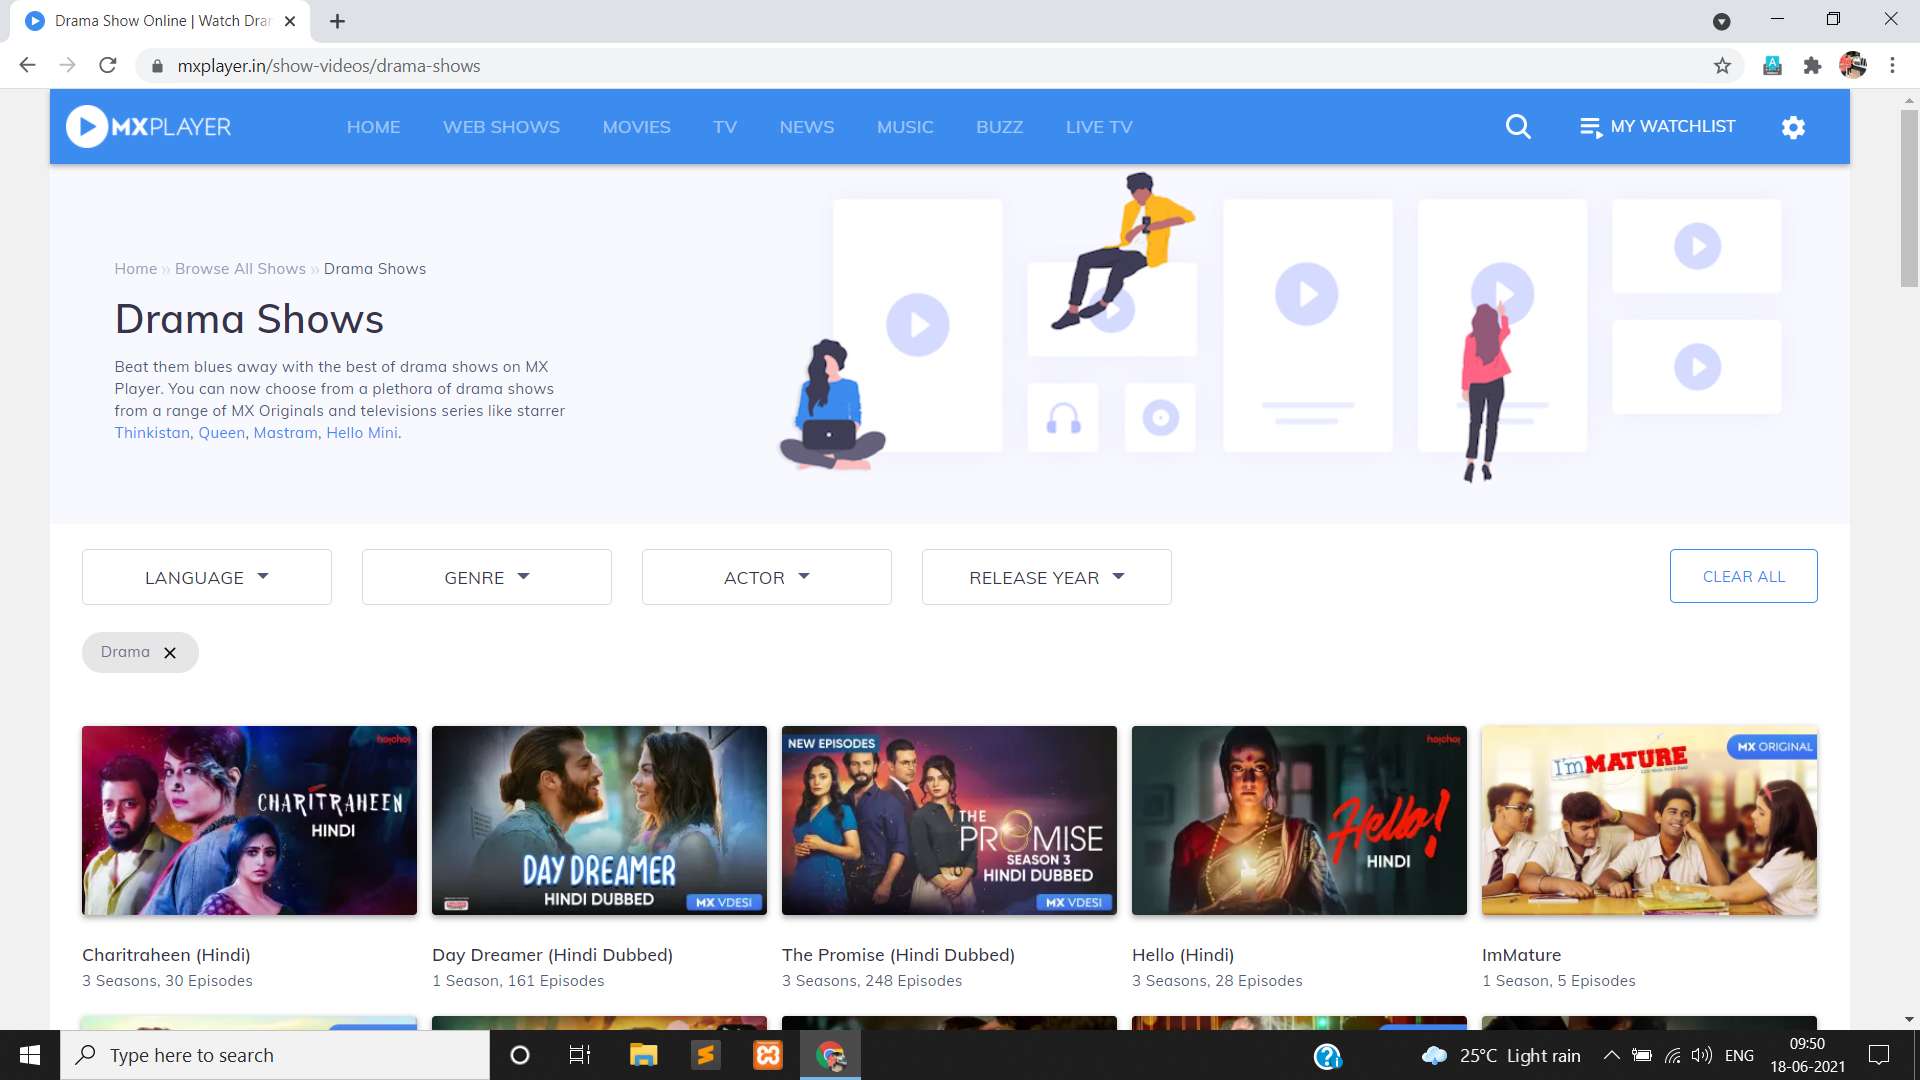 Drama Show Online | Watch Dra
mxplayer.in/show-videos/drama-shows
MXPLAYER
HOME
WEB SHOWS
MOVIES
TV
NEWS
MUSIC
BUZZ
LIVE TV
MY WATCHLIST
Home » Browse All Shows » Drama Shows
Drama Shows
Beat them blues away with the best of drama shows on MX
Player. You can now choose from a plethora of drama shows
from a range of MX Originals and televisions series like starrer
Thinkistan, Queen, Mastram, Hello Mini.
LANGUAGE
GENRE
ACTOR
RELEASE YEAR
CLEAR ALL
Drama
hoichoi
CHARITRAHEEN
HINDI
DAY DREAMER
HINDI DUBBED
MX VDESI
NEW EPISODES
THE
PROMISE
SEASON 3
HINDI DUBBED
MX VDESI
hoichoi
Hello!
HINDI
I'm MATURE
MX ORIGINAL
Charitraheen (Hindi)
3 Seasons, 30 Episodes
Day Dreamer (Hindi Dubbed)
1 Season, 161 Episodes
The Promise (Hindi Dubbed)
3 Seasons, 248 Episodes
Hello (Hindi)
3 Seasons, 28 Episodes
ImMature
1 Season, 5 Episodes
Type here to search
25°C Light rain
ENG
09:50
18-06-2021